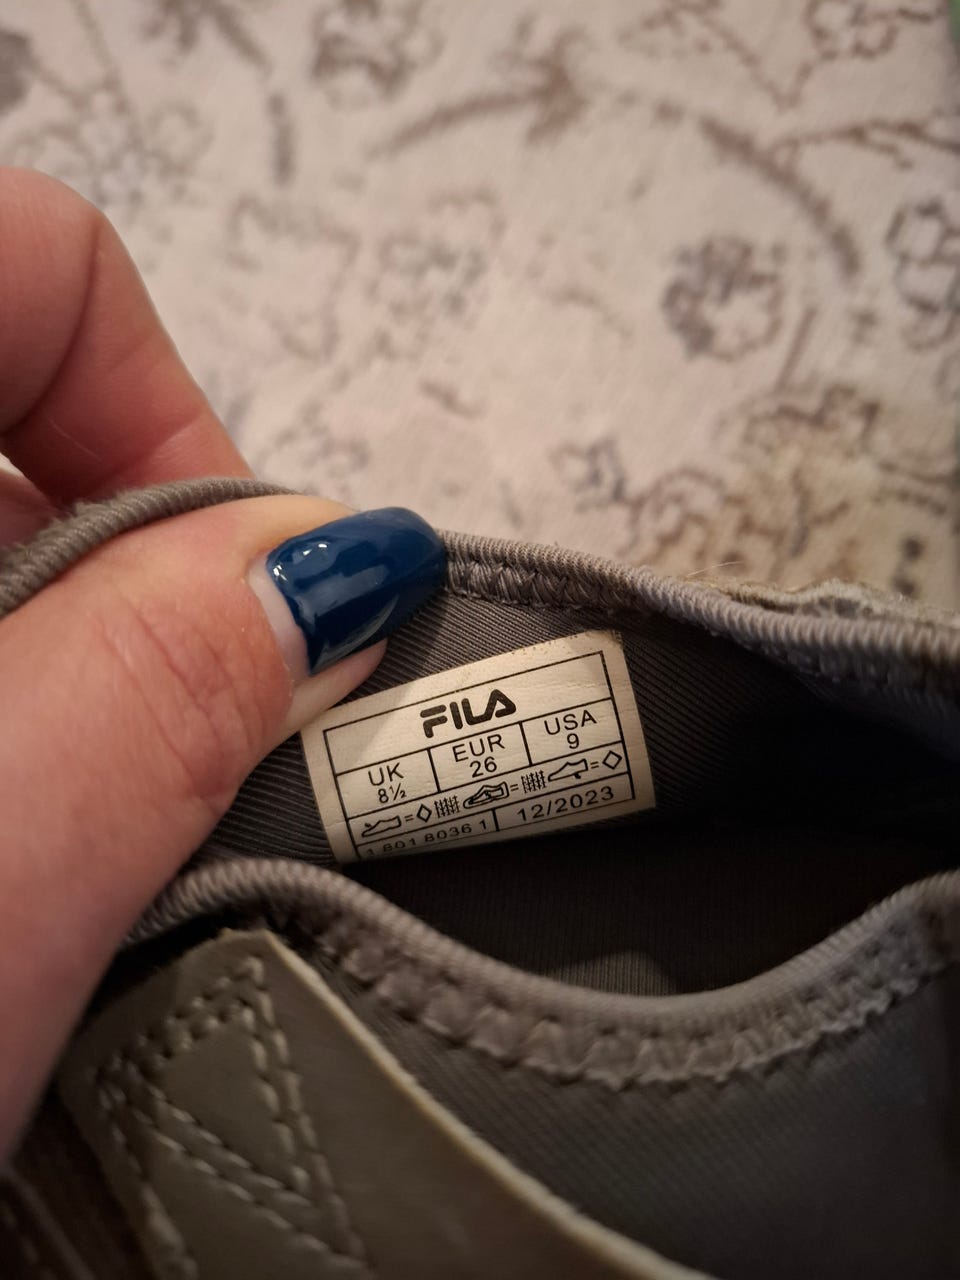 FILA
UK EUR USA
8½ 26 9
1 801 8036 1 12/2023